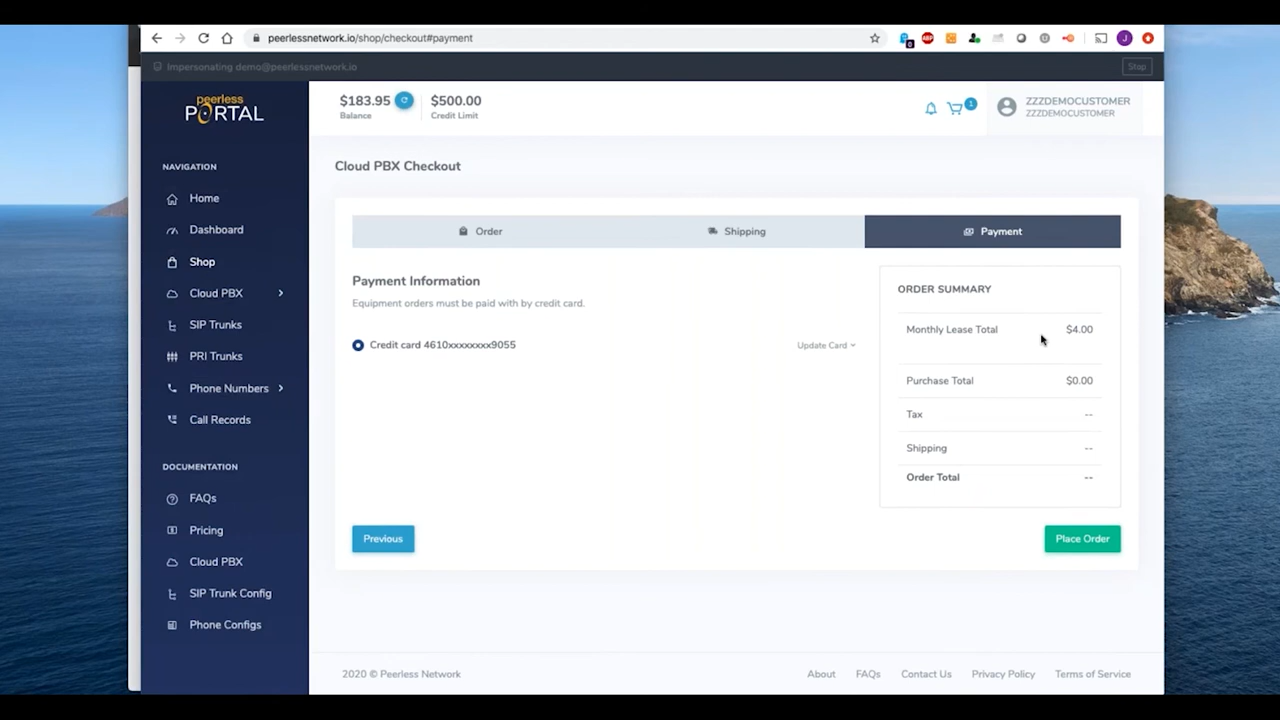 peerlessnetwork.io/shop/checkout#payment
Impersonating demo@peerlessnetwork.io
Stop
peerless
PORTAL
$183.95
Balance
$500.00
Credit Limit
1
ZZZDEMOCUSTOMER
ZZZDEMOCUSTOMER
NAVIGATION
Home
Dashboard
Shop
Cloud PBX
SIP Trunks
PRI Trunks
Phone Numbers
Call Records
DOCUMENTATION
FAQs
Pricing
Cloud PBX
SIP Trunk Config
Phone Configs
Cloud PBX Checkout
Order
Shipping
Payment
Payment Information
Equipment orders must be paid with by credit card.
Credit card 4610xxxxxxxx9055
Update Card
ORDER SUMMARY
Monthly Lease Total $4.00
Purchase Total $0.00
Tax --
Shipping --
Order Total --
Previous
Place Order
2020 © Peerless Network
About
FAQs
Contact Us
Privacy Policy
Terms of Service